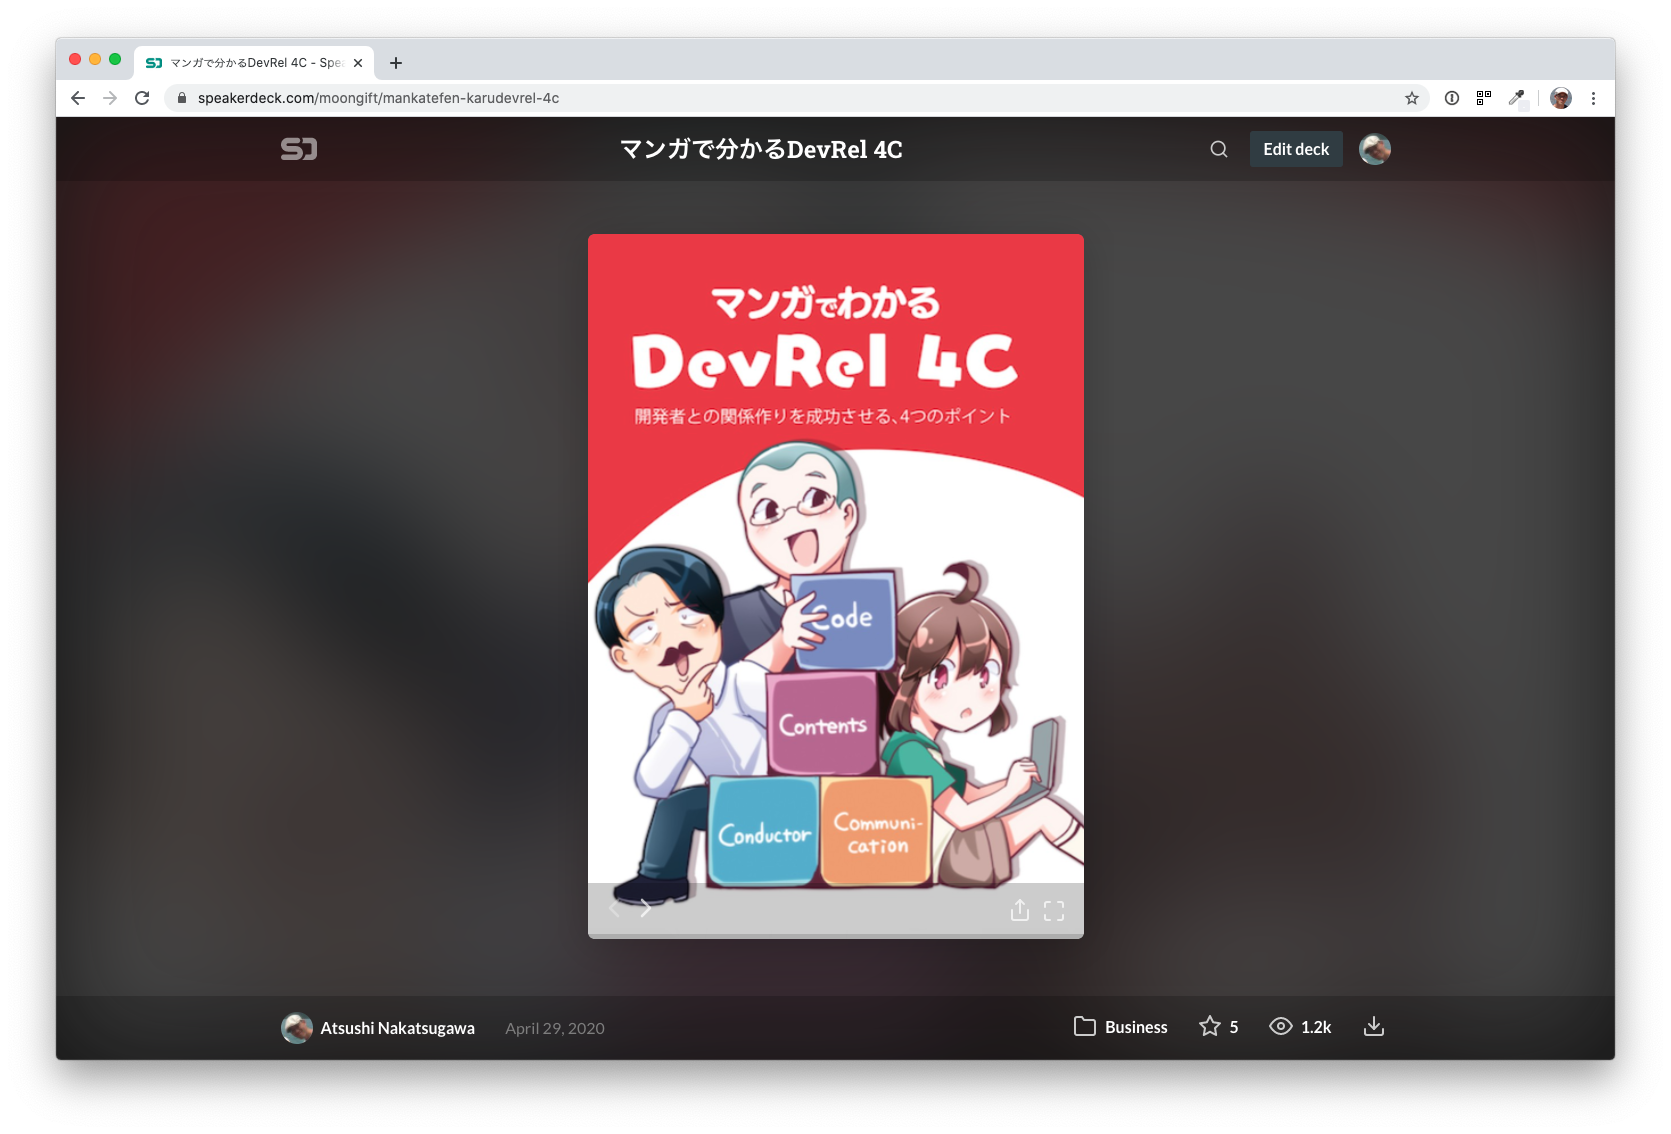 マンガで分かるDevRel 4C - Spe
speakerdeck.com/moongift/mankatefen-karudevrel-4c
マンガで分かるDevRel 4C
Edit deck
マンガでわかる
DevRel 4C
開発者との関係作りを成功させる、4つのポイント
Code
Contents
Conductor
Communi-
cation
Atsushi Nakatsugawa
April 29, 2020
Business
5
1.2k